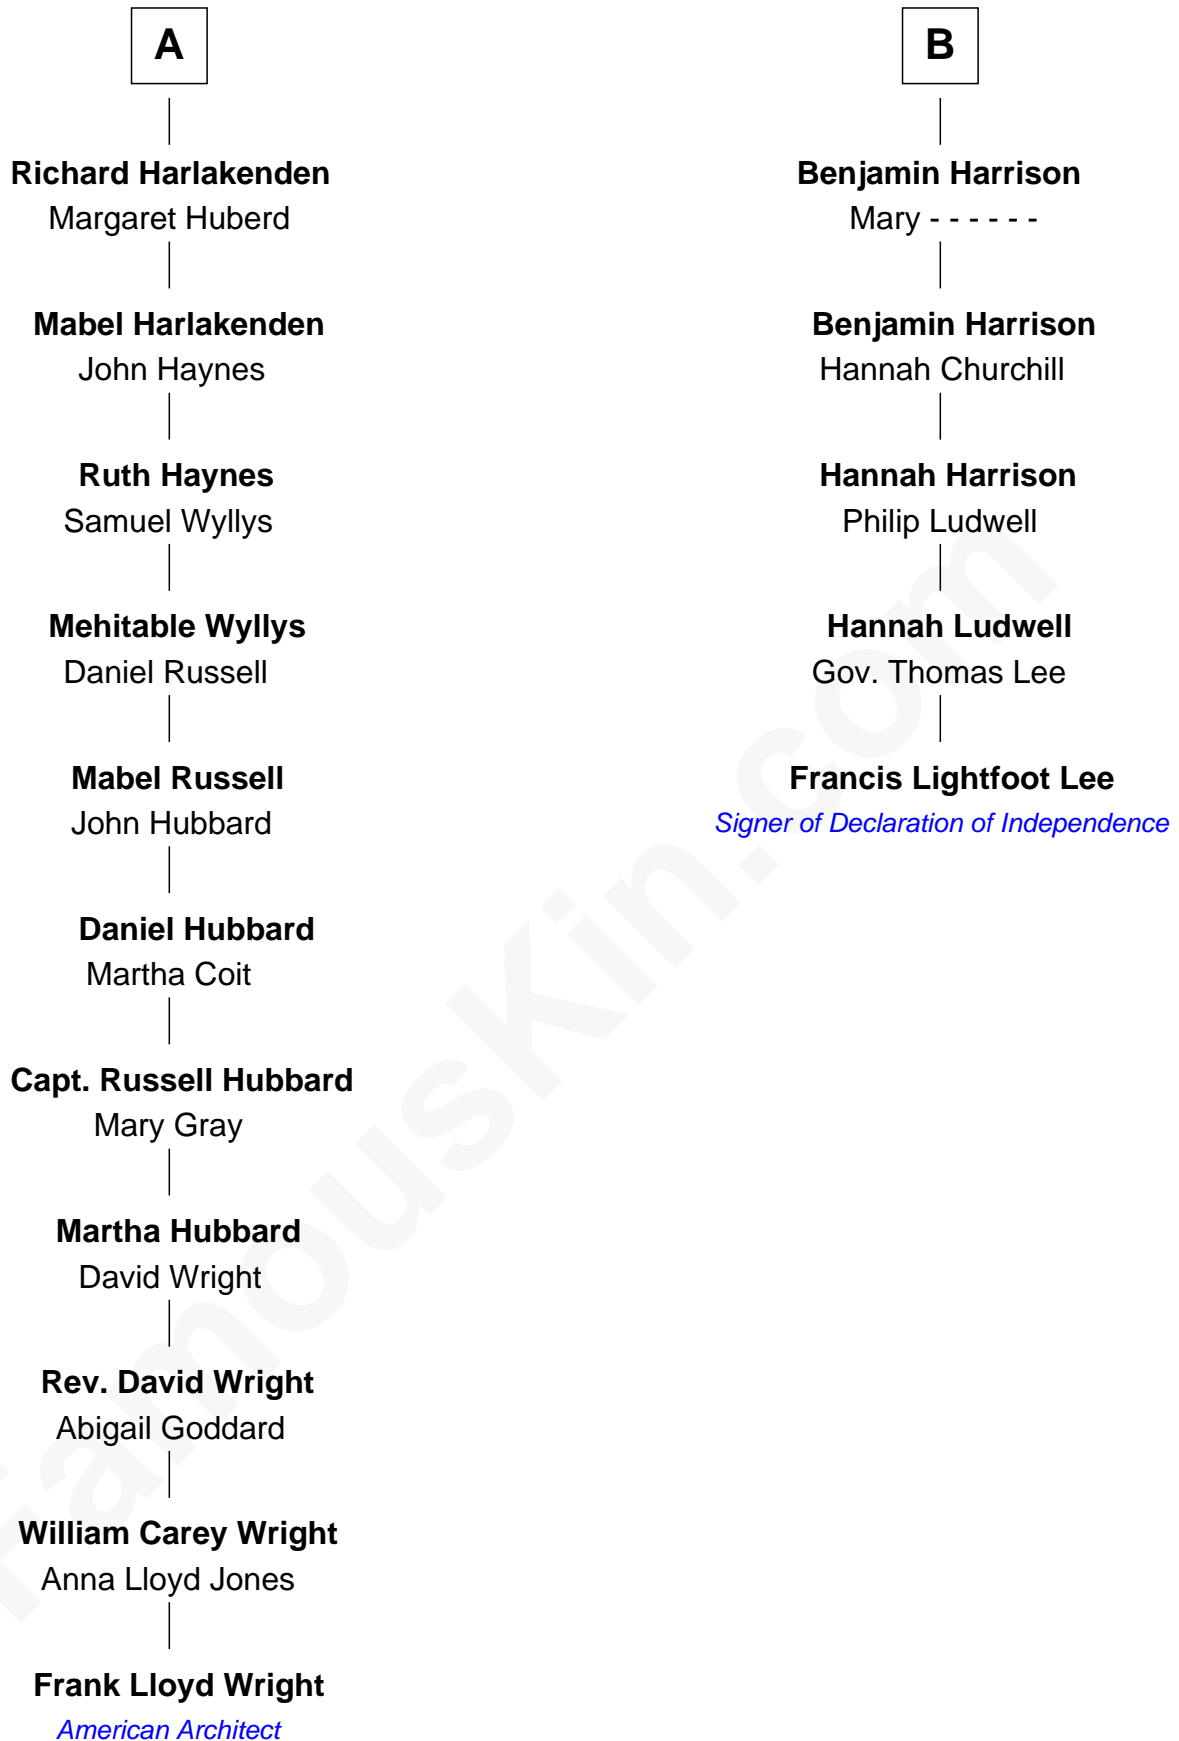 A
Richard Harlakenden
Margaret Huberd
Mabel Harlakenden
John Haynes
Ruth Haynes
Samuel Wyllys
Mehitable Wyllys
Daniel Russell
Mabel Russell
John Hubbard
Daniel Hubbard
Martha Coit
Capt. Russell Hubbard
Mary Gray
Martha Hubbard
David Wright
Rev. David Wright
Abigail Goddard
William Carey Wright
Anna Lloyd Jones
Frank Lloyd Wright
American Architect
B
Benjamin Harrison
Mary - - - - - -
Benjamin Harrison
Hannah Churchill
Hannah Harrison
Philip Ludwell
Hannah Ludwell
Gov. Thomas Lee
Francis Lightfoot Lee
Signer of Declaration of Independence
FamousKin.com